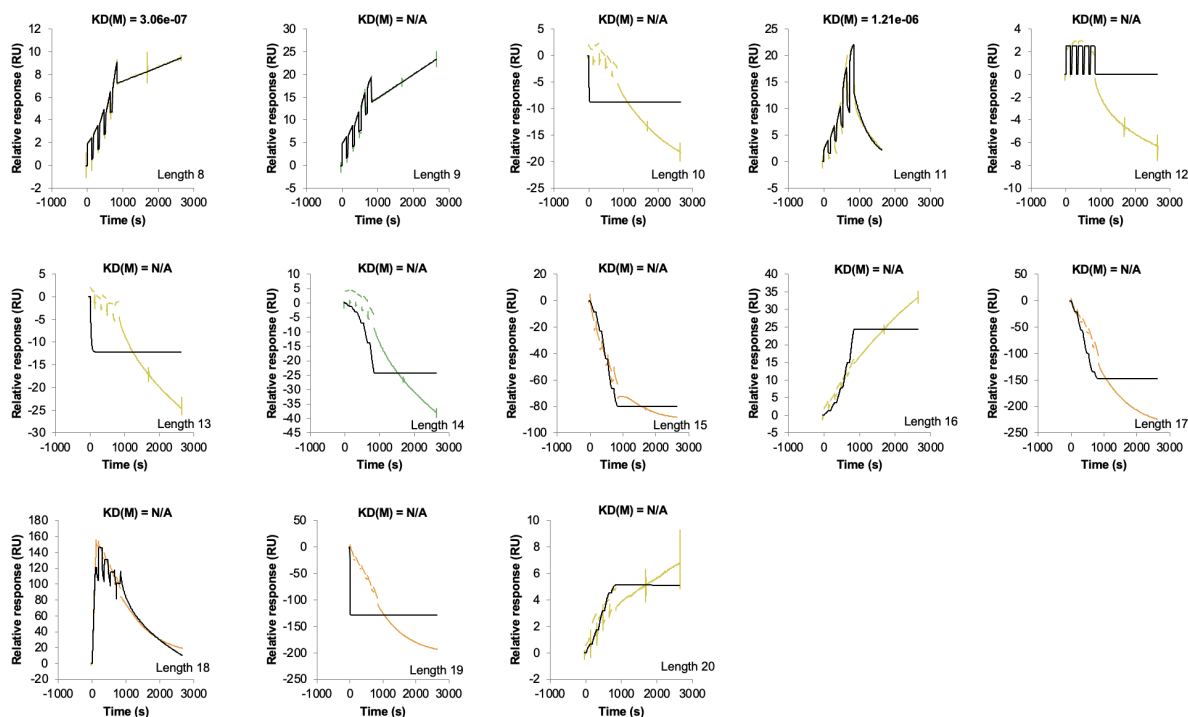 KD(M) = 3.06e-07
Relative response (RU)
12
10
8
6
4
2
0
-2
-1000 0 1000 2000 3000
Time (s)
Length 8
KD(M) = N/A
Relative response (RU)
30
25
20
15
10
5
0
-5
-1000 0 1000 2000 3000
Time (s)
Length 9
KD(M) = N/A
Relative response (RU)
5
0
-5
-10
-15
-20
-25
-1000 0 1000 2000 3000
Time (s)
Length 10
KD(M) = 1.21e-06
Relative response (RU)
25
20
15
10
5
0
-5
-1000 0 1000 2000 3000
Time (s)
Length 11
KD(M) = N/A
Relative response (RU)
4
2
0
-2
-4
-6
-8
-10
-1000 0 1000 2000 3000
Time (s)
Length 12
KD(M) = N/A
Relative response (RU)
5
0
-5
-10
-15
-20
-25
-30
-1000 0 1000 2000 3000
Time (s)
Length 13
KD(M) = N/A
Relative response (RU)
10
5
0
-5
-10
-15
-20
-25
-30
-35
-40
-45
-1000 0 1000 2000 3000
Time (s)
Length 14
KD(M) = N/A
Relative response (RU)
20
0
-20
-40
-60
-80
-100
-1000 0 1000 2000 3000
Time (s)
Length 15
KD(M) = N/A
Relative response (RU)
40
35
30
25
20
15
10
5
0
-5
-1000 0 1000 2000 3000
Time (s)
Length 16
KD(M) = N/A
Relative response (RU)
50
0
-50
-100
-150
-200
-250
-1000 0 1000 2000 3000
Time (s)
Length 17
KD(M) = N/A
Relative response (RU)
180
160
140
120
100
80
60
40
20
0
-20
-1000 0 1000 2000 3000
Time (s)
Length 18
KD(M) = N/A
Relative response (RU)
50
0
-50
-100
-150
-200
-250
-1000 0 1000 2000 3000
Time (s)
Length 19
KD(M) = N/A
Relative response (RU)
10
8
6
4
2
0
-2
-1000 0 1000 2000 3000
Time (s)
Length 20